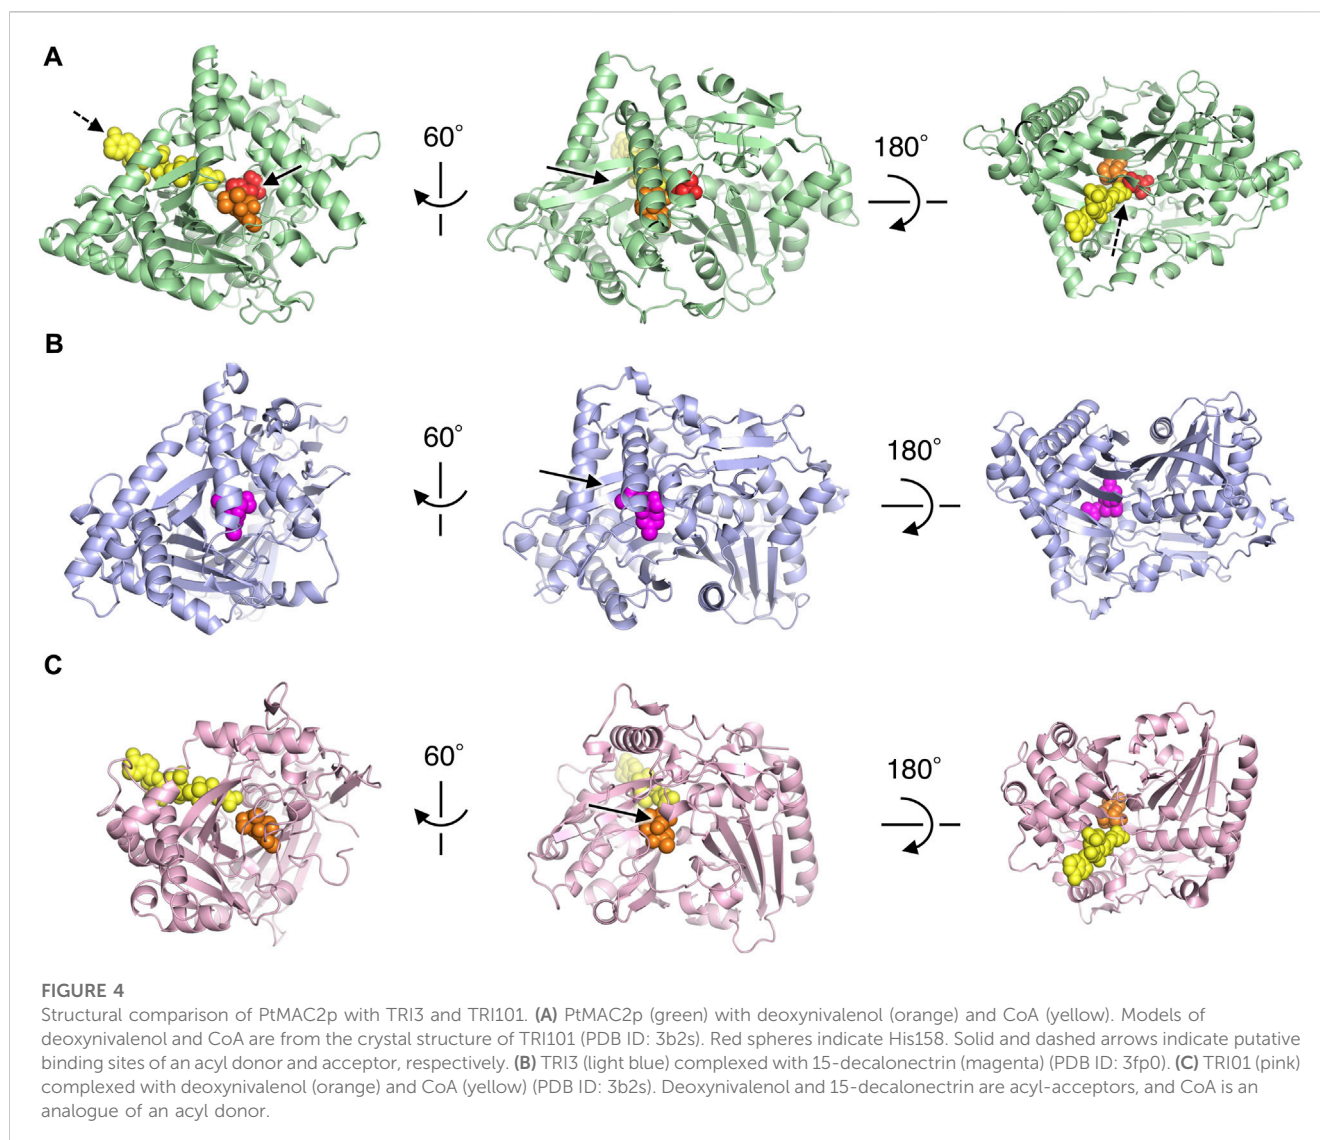 A
60°
180°
B
60°
180°
C
60°
180°
FIGURE 4
Structural comparison of PtMAC2p with TRI3 and TRI101. (A) PtMAC2p (green) with deoxynivalenol (orange) and CoA (yellow). Models of
deoxynivalenol and CoA are from the crystal structure of TRI101 (PDB ID: 3b2s). Red spheres indicate His158. Solid and dashed arrows indicate putative
binding sites of an acyl donor and acceptor, respectively. (B) TRI3 (light blue) complexed with 15-decalonectrin (magenta) (PDB ID: 3fp0). (C) TRI01 (pink)
complexed with deoxynivalenol (orange) and CoA (yellow) (PDB ID: 3b2s). Deoxynivalenol and 15-decalonectrin are acyl-acceptors, and CoA is an
analogue of an acyl donor.